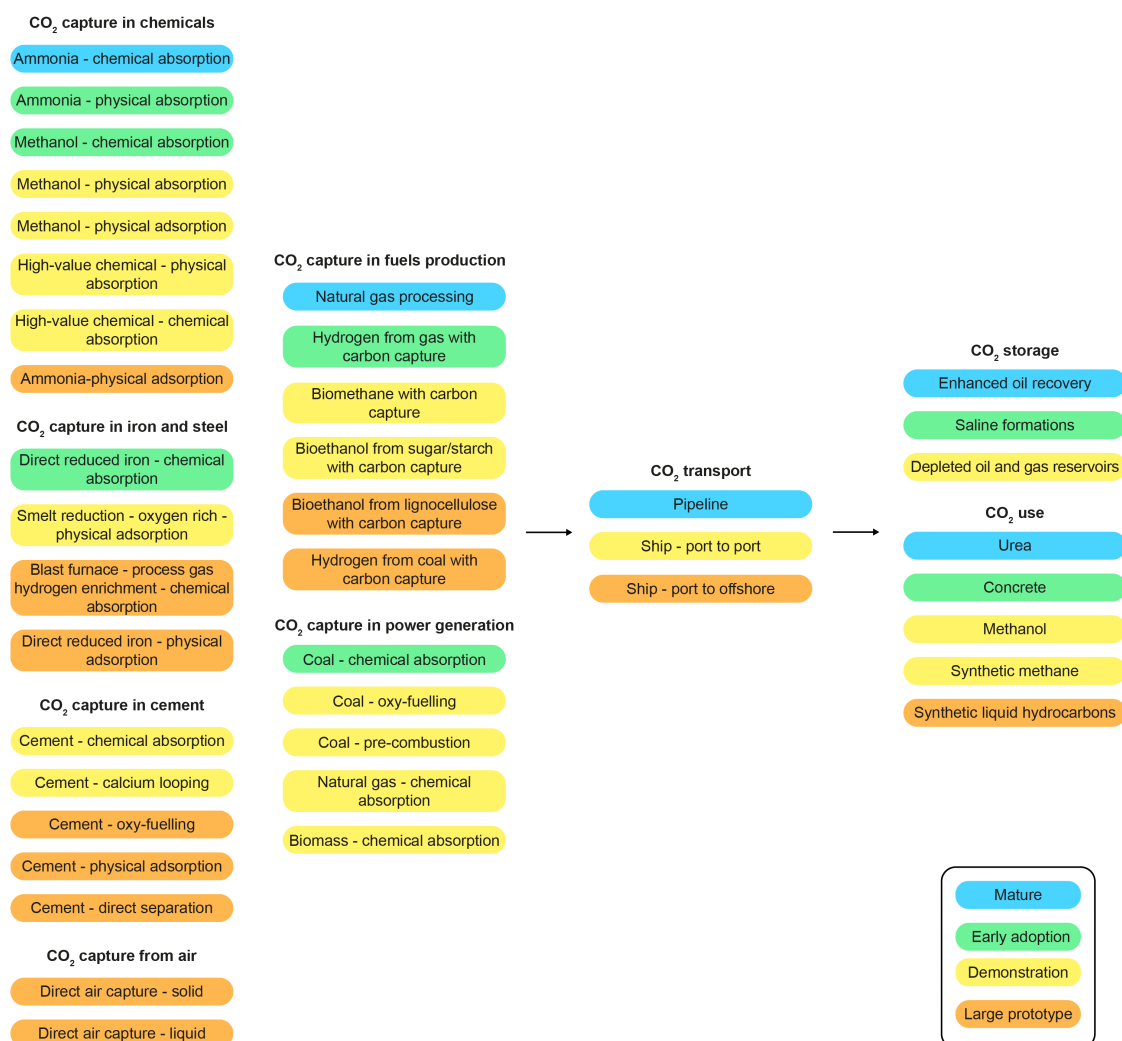 CO₂ capture in chemicals
Ammonia - chemical absorption
Ammonia - physical absorption
Methanol - chemical absorption
Methanol - physical absorption
Methanol - physical adsorption
High-value chemical - physical
absorption
High-value chemical - chemical
absorption
Ammonia-physical adsorption
CO₂ capture in iron and steel
Direct reduced iron - chemical
absorption
Smelt reduction - oxygen rich -
physical adsorption
Blast furnace - process gas
hydrogen enrichment - chemical
absorption
Direct reduced iron - physical
adsorption
CO₂ capture in cement
Cement - chemical absorption
Cement - calcium looping
Cement - oxy-fuelling
Cement - physical adsorption
Cement - direct separation
CO₂ capture from air
Direct air capture - solid
Direct air capture - liquid
CO₂ capture in fuels production
Natural gas processing
Hydrogen from gas with
carbon capture
Biomethane with carbon
capture
Bioethanol from sugar/starch
with carbon capture
Bioethanol from lignocellulose
with carbon capture
Hydrogen from coal with
carbon capture
CO₂ capture in power generation
Coal - chemical absorption
Coal - oxy-fuelling
Coal - pre-combustion
Natural gas - chemical
absorption
Biomass - chemical absorption
CO₂ transport
Pipeline
Ship - port to port
Ship - port to offshore
CO₂ storage
Enhanced oil recovery
Saline formations
Depleted oil and gas reservoirs
CO₂ use
Urea
Concrete
Methanol
Synthetic methane
Synthetic liquid hydrocarbons
Mature
Early adoption
Demonstration
Large prototype